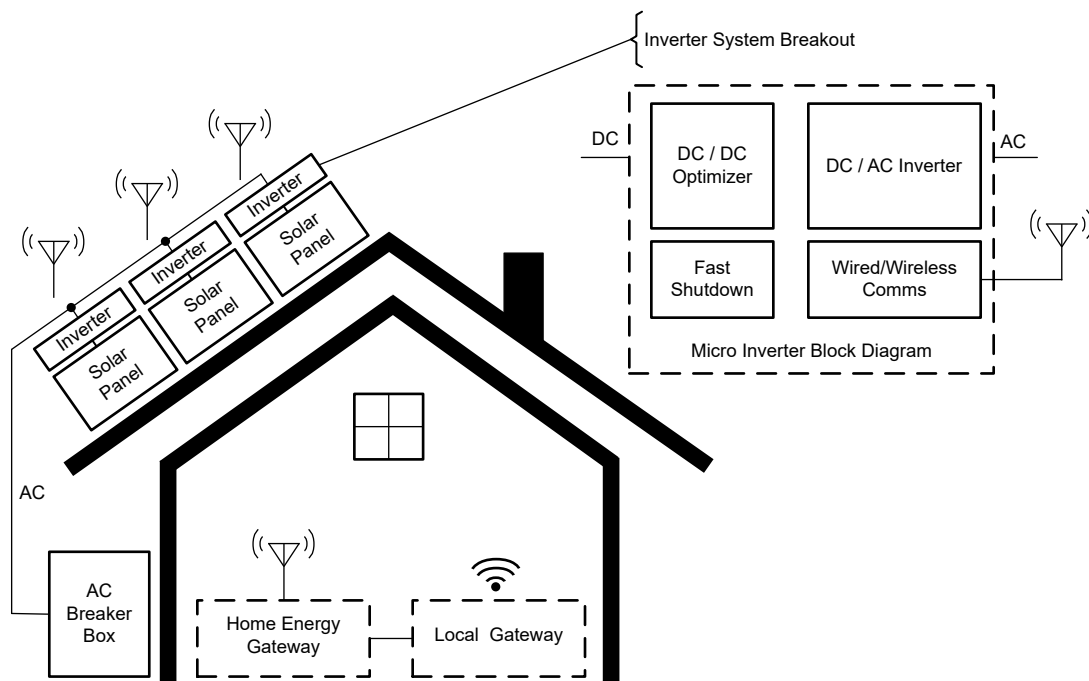 Inverter System Breakout
DC
DC / DC
Optimizer
DC / AC Inverter
AC
Fast
Shutdown
Wired/Wireless
Comms
Micro Inverter Block Diagram
Inverter
Solar
Panel
Inverter
Solar
Panel
Inverter
Solar
Panel
AC
AC
Breaker
Box
Home Energy
Gateway
Local  Gateway